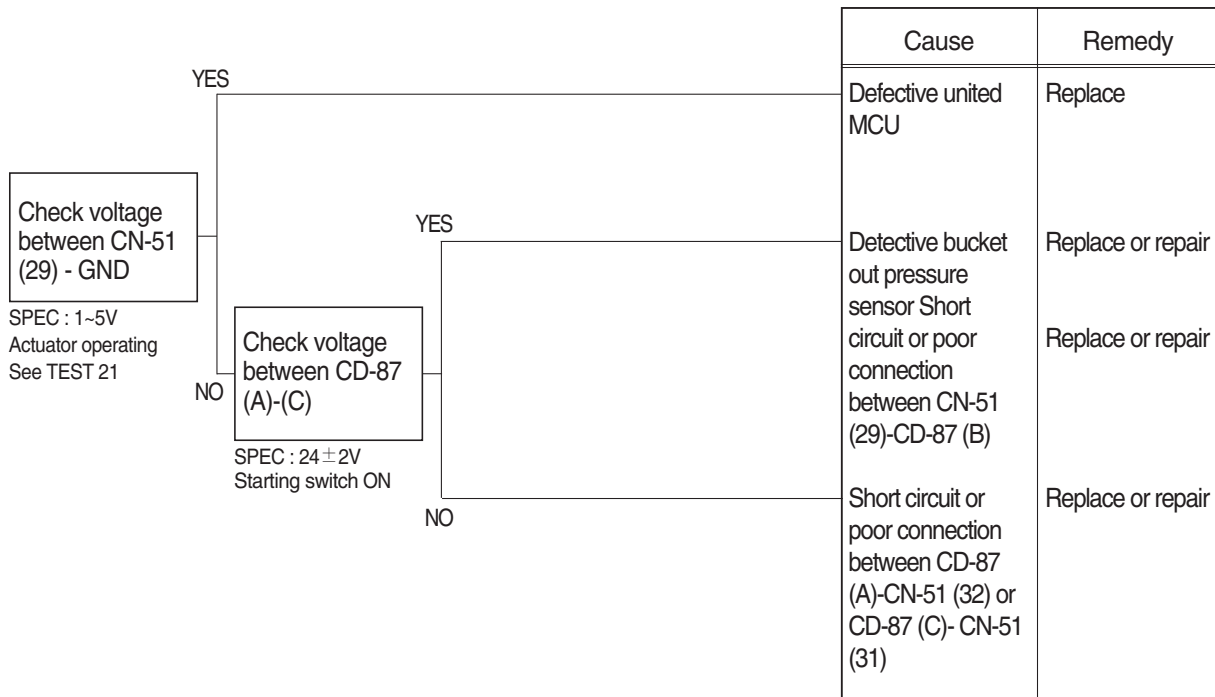 Cause
Remedy
YES
Defective united
MCU
Replace
Check voltage
between CN-51
(29) - GND
SPEC : 1~5V
Actuator operating
See TEST 21
YES
NO
Check voltage
between CD-87
(A)-(C)
SPEC : 24±2V
Starting switch ON
Detective bucket
out pressure
sensor Short
circuit or poor
connection
between CN-51
(29)-CD-87 (B)
Replace or repair
Replace or repair
NO
Short circuit or
poor connection
between CD-87
(A)-CN-51 (32) or
CD-87 (C)- CN-51
(31)
Replace or repair